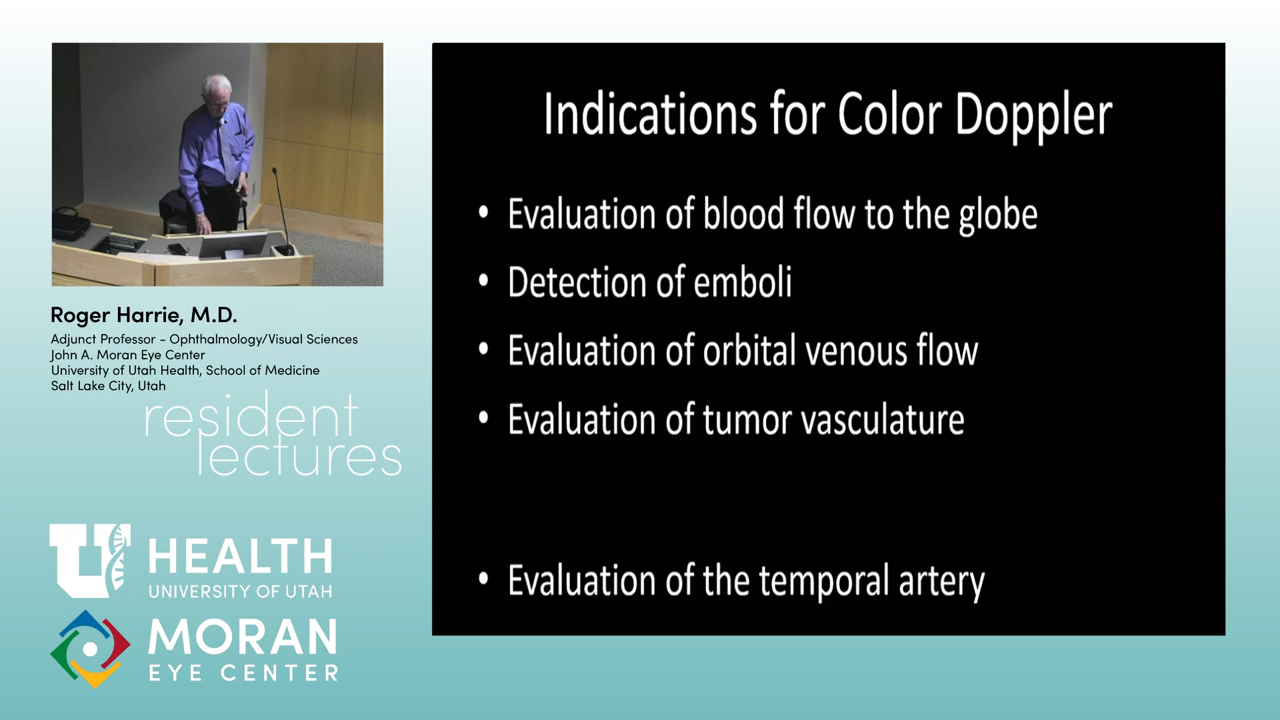 Roger Harrie, M.D.
Adjunct Professor - Ophthalmology/Visual Sciences
John A. Moran Eye Center
University of Utah Health, School of Medicine
Salt Lake City, Utah
resident
lectures
U HEALTH
UNIVERSITY OF UTAH
MORAN
EYE CENTER
Indications for Color Doppler
• Evaluation of blood flow to the globe
• Detection of emboli
• Evaluation of orbital venous flow
• Evaluation of tumor vasculature
• Evaluation of the temporal artery